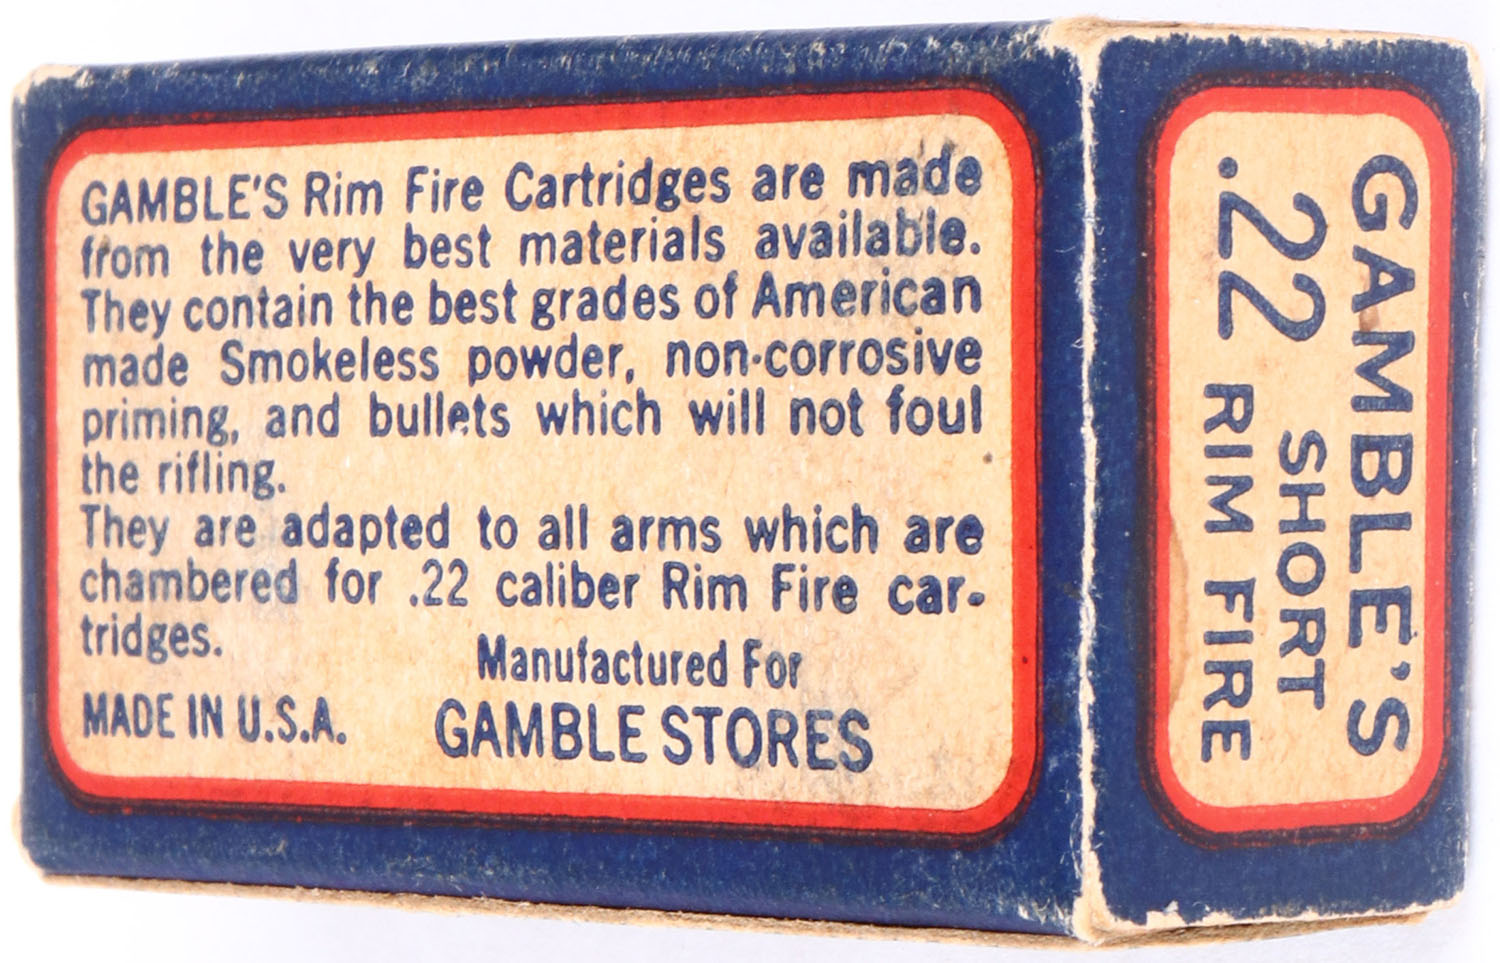 GAMBLE'S Rim Fire Cartridges are made
from the very best materials available.
They contain the best grades of American
made Smokeless powder, non-corrosive
priming, and bullets which will not foul
the rifling.
They are adapted to all arms which are
chambered for .22 caliber Rim Fire car-
tridges.
Manufactured For
MADE IN U.S.A. GAMBLE STORES
GAMBLE'S
22 SHORT
.22 RIM FIRE